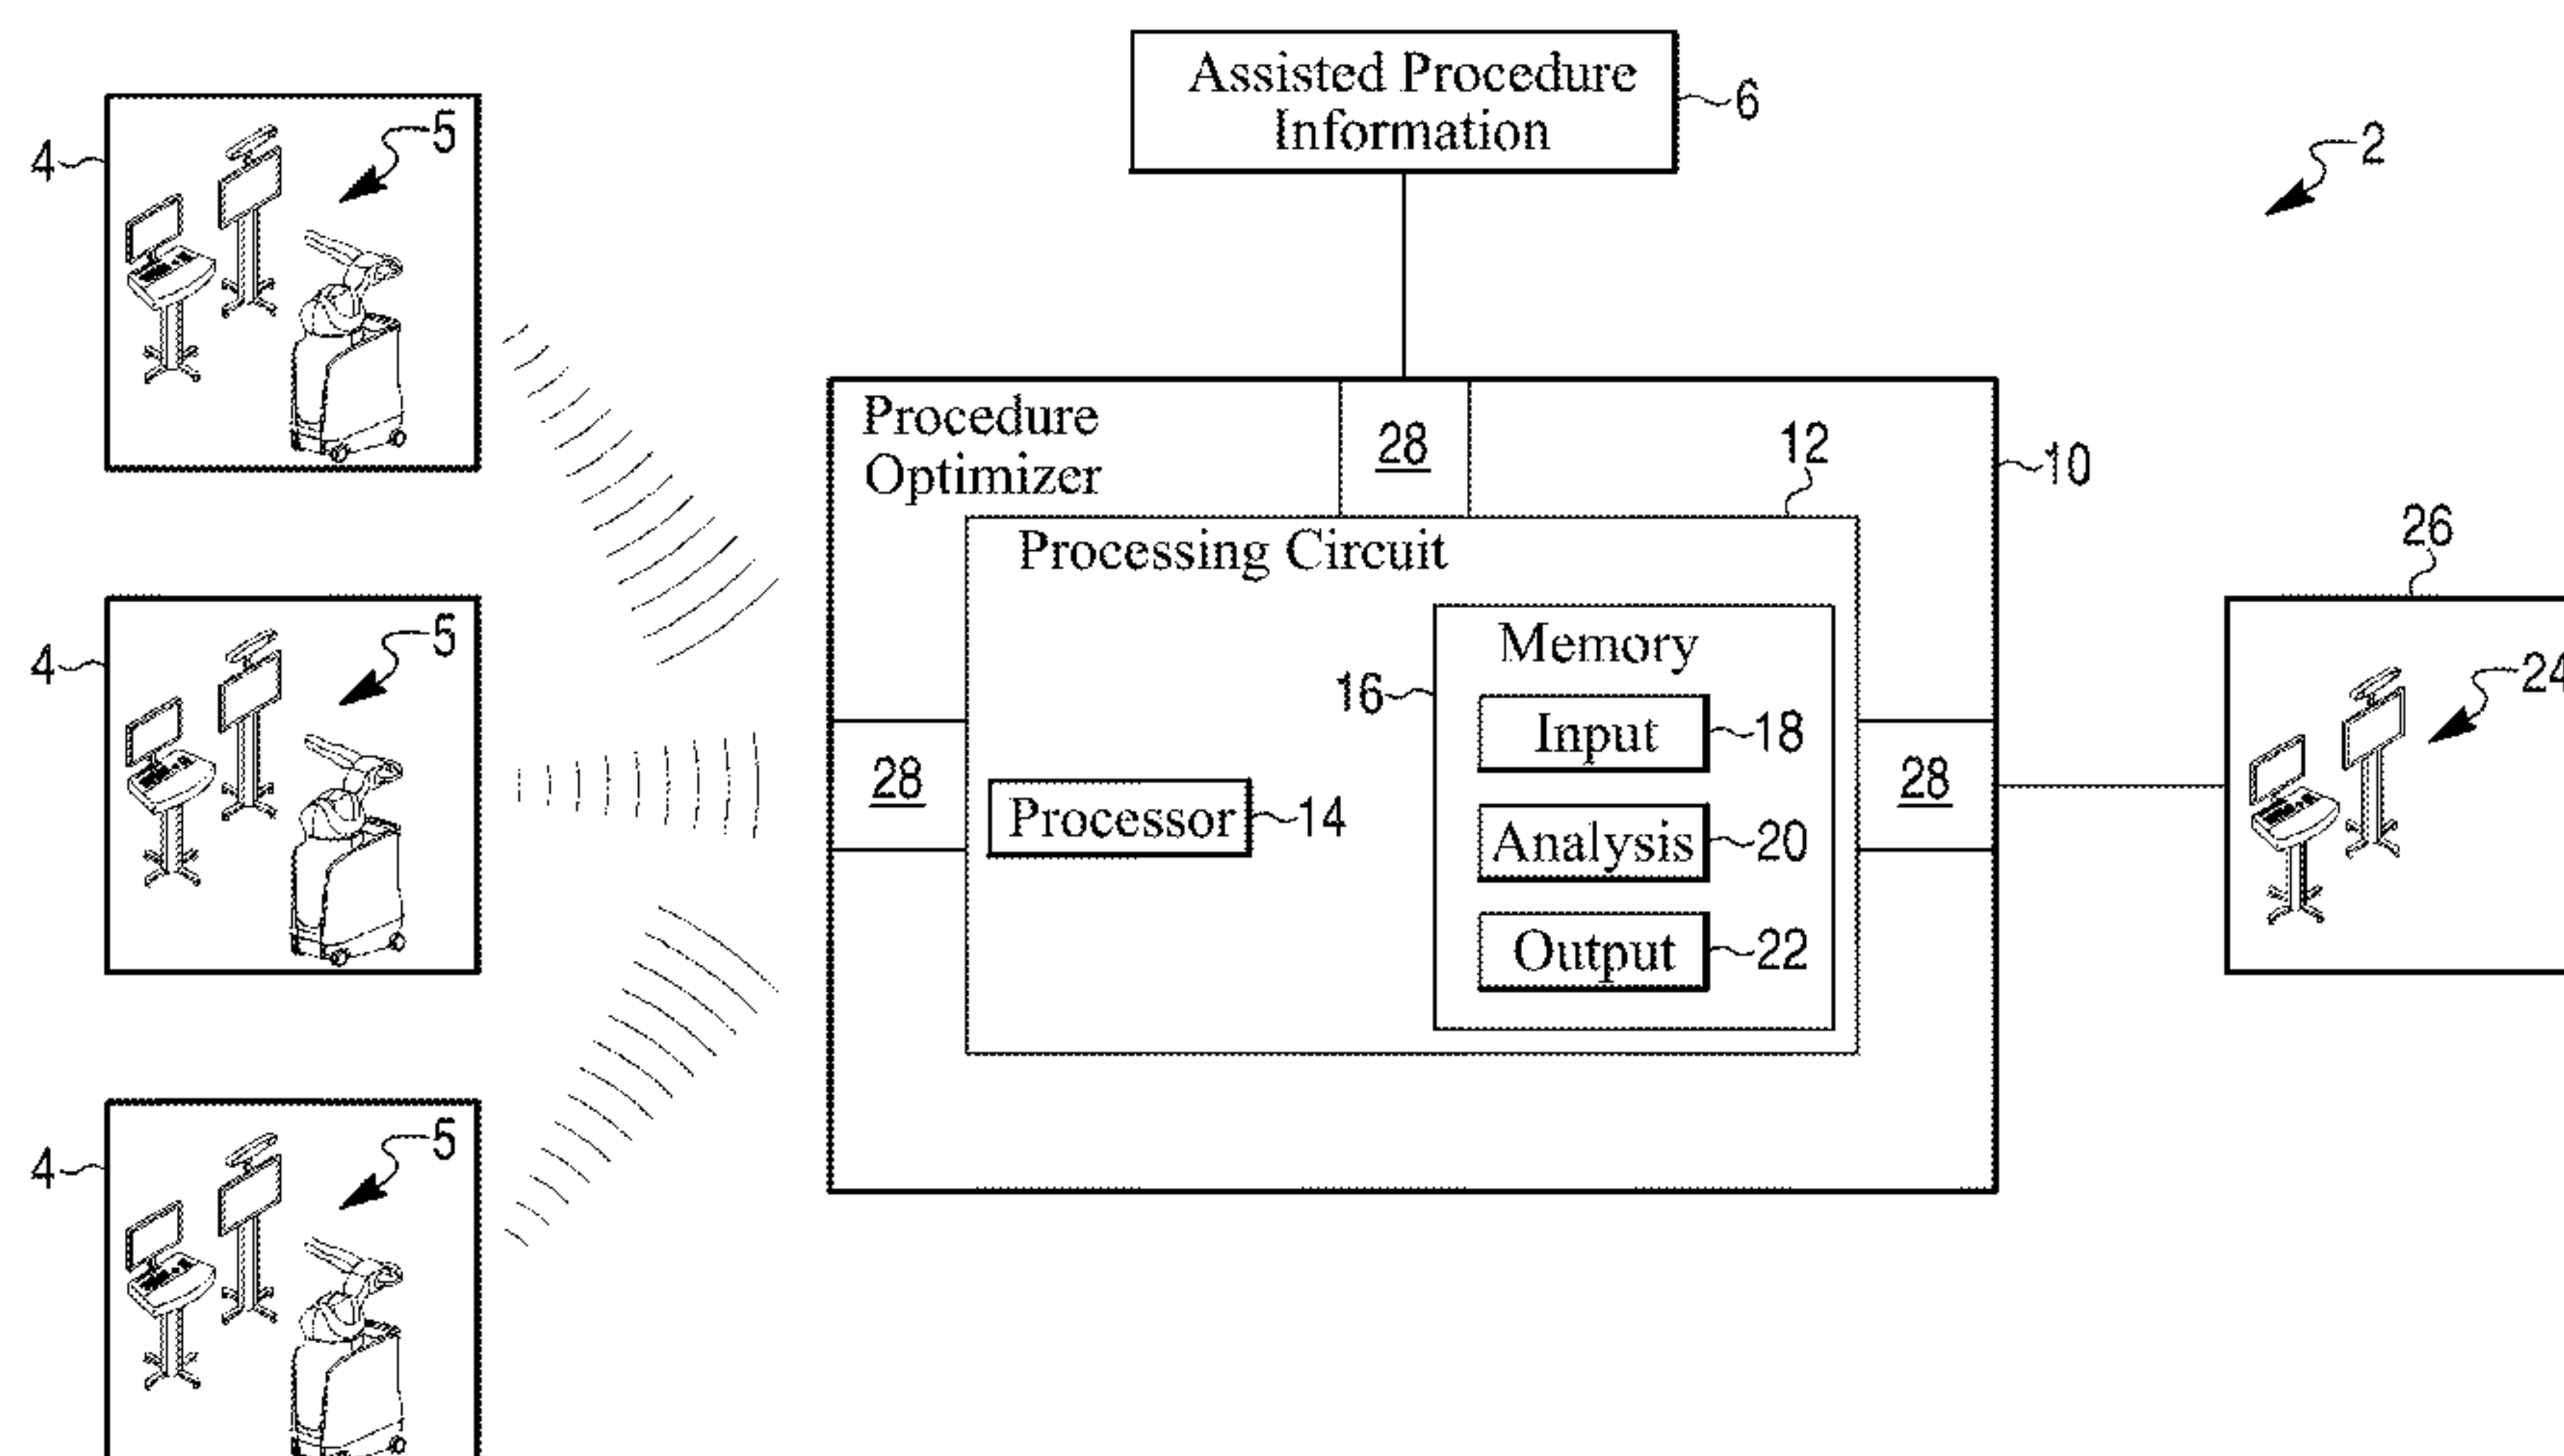 Assisted Procedure
Information
6
2
4
5
Procedure
Optimizer
28
12
10
Processing Circuit
26
4
5
Memory
16
Input
18
24
28
Processor
14
Analysis
20
28
Output
22
4
5